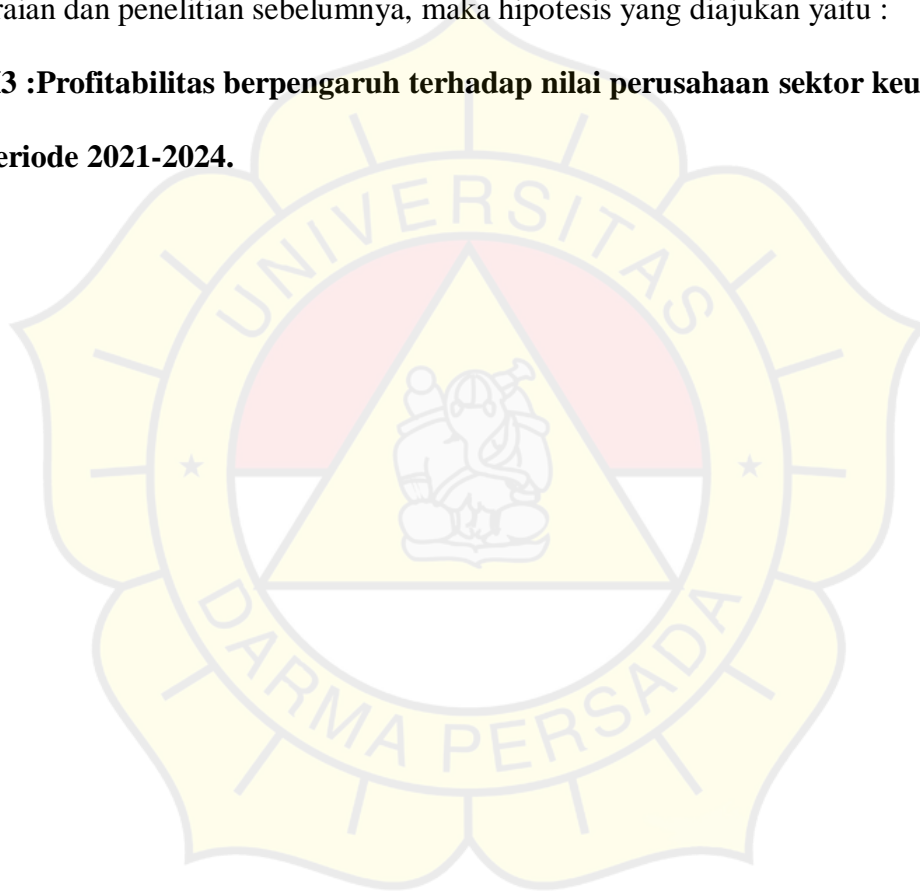 raian dan penelitian sebelumnya, maka hipotesis yang diajukan yaitu :
3 :Profitabilitas berpengaruh terhadap nilai perusahaan sektor keu
eriode 2021-2024.
UNIVERSITAS
DARMA PERSADA